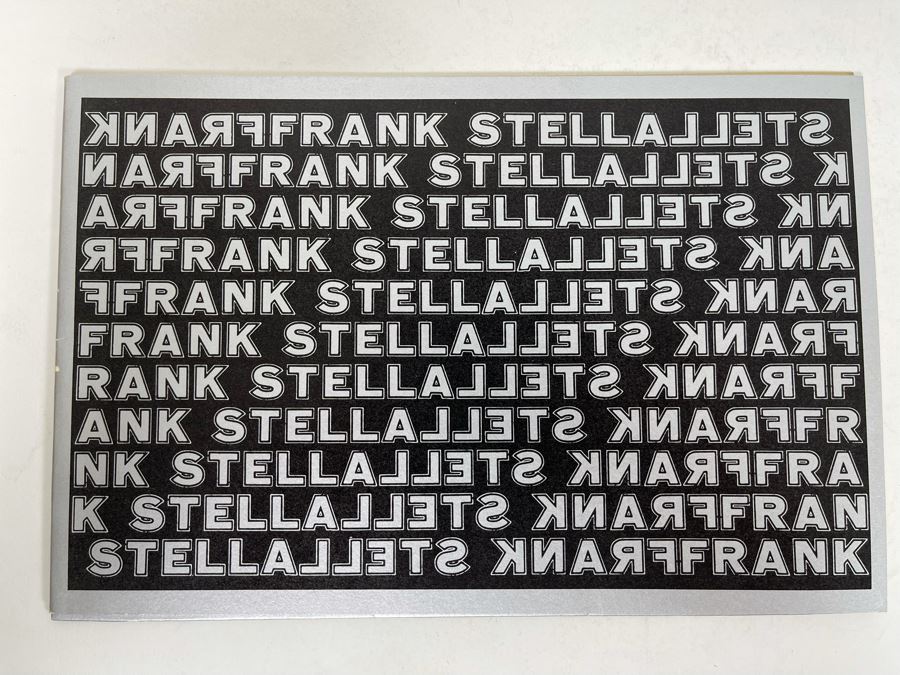 KNARFFRANK STELLALLETS
NARFFRANK STELLALLETS K
ARFFRANK STELLALLETS KN
RFFRANK STELLALLETS KNA
FFRANK STELLALLETS KNAR
FRANK STELLALLETS KNARF
RANK STELLALLETS KNARFF
ANK STELLALLETS KNARFFR
NK STELLALLETS KNARFFRA
K STELLALLETS KNARFFRAN
STELLALLETS KNARFFRANK